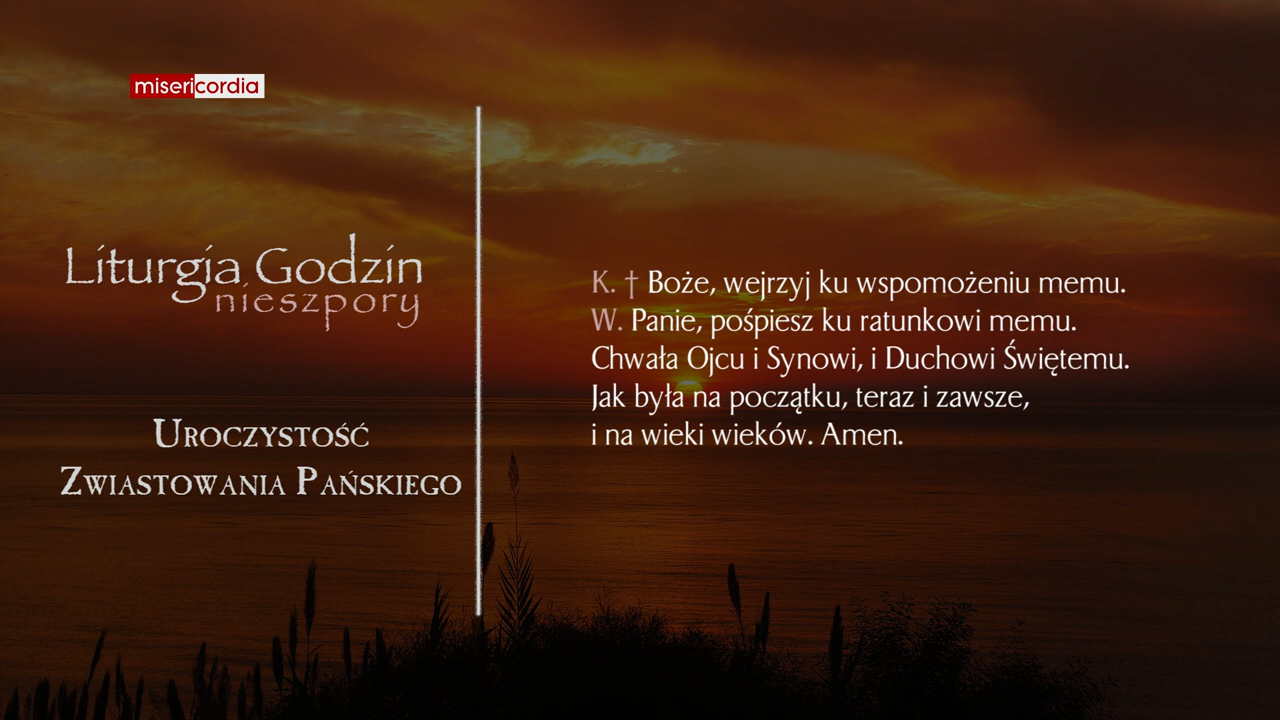 misericordia
Liturgia Godzin
nieszpory
Uroczystość
Zwiastowania Pańskiego
K. † Boże, wejrzyj ku wspomożeniu memu.
W. Panie, pośpiesz ku ratunkowi memu.
Chwała Ojcu i Synowi, i Duchowi Świętemu.
Jak była na początku, teraz i zawsze,
i na wieki wieków. Amen.